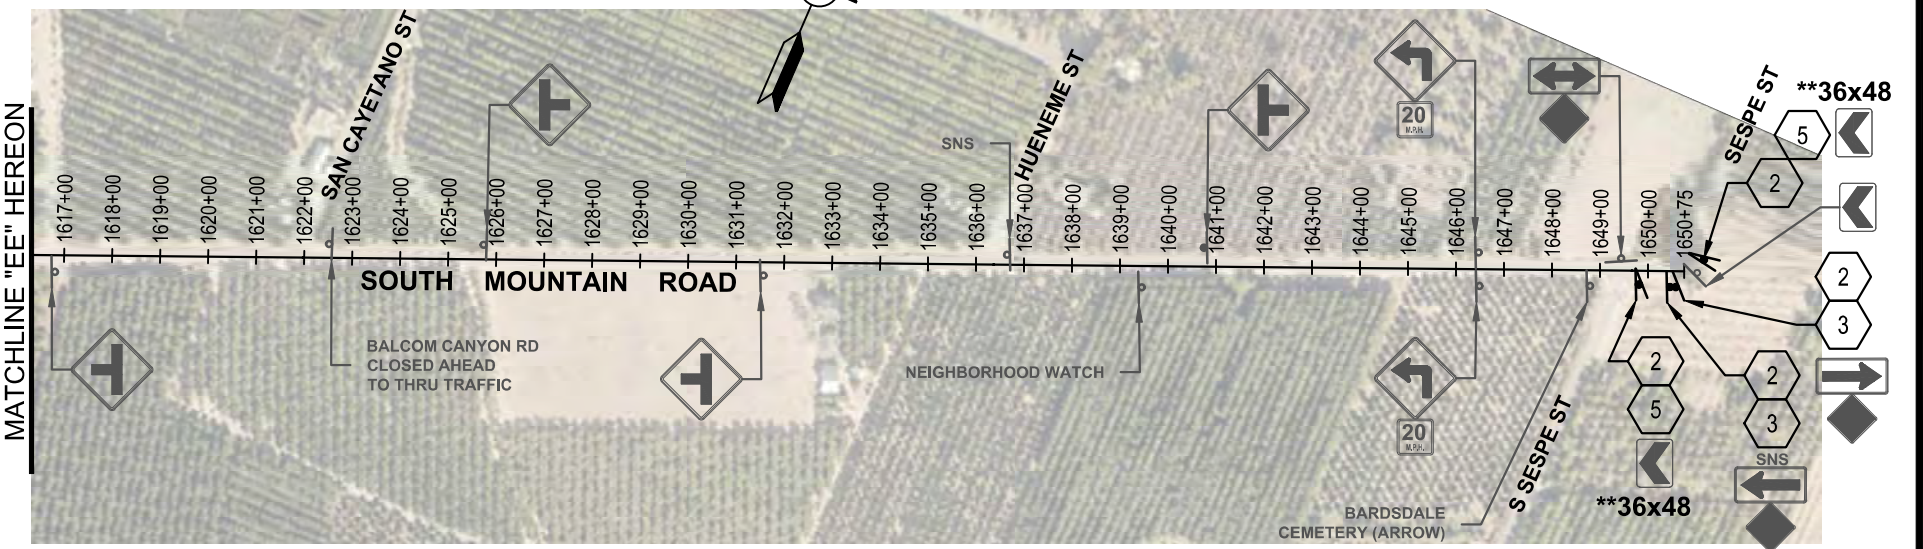 MATCHLINE "EE" HEREON
SAN CAYETANO ST
HUENEME ST
SESPE ST
**36x48
5
2
20
M.P.H.
SNS
1617+00
1618+00
1619+00
1620+00
1621+00
1622+00
1623+00
1624+00
1625+00
1626+00
1627+00
1628+00
1629+00
1630+00
1631+00
1632+00
1633+00
1634+00
1635+00
1636+00
1637+00
1638+00
1639+00
1640+00
1641+00
1642+00
1643+00
1644+00
1645+00
1646+00
1647+00
1648+00
1649+00
1650+00
1650+75
SOUTH MOUNTAIN ROAD
BALCOM CANYON RD
CLOSED AHEAD
TO THRU TRAFFIC
NEIGHBORHOOD WATCH
20
M.P.H.
BARDSDALE
CEMETERY (ARROW)
S SESPE ST
2
5
**36x48
2
3
SNS
2
3